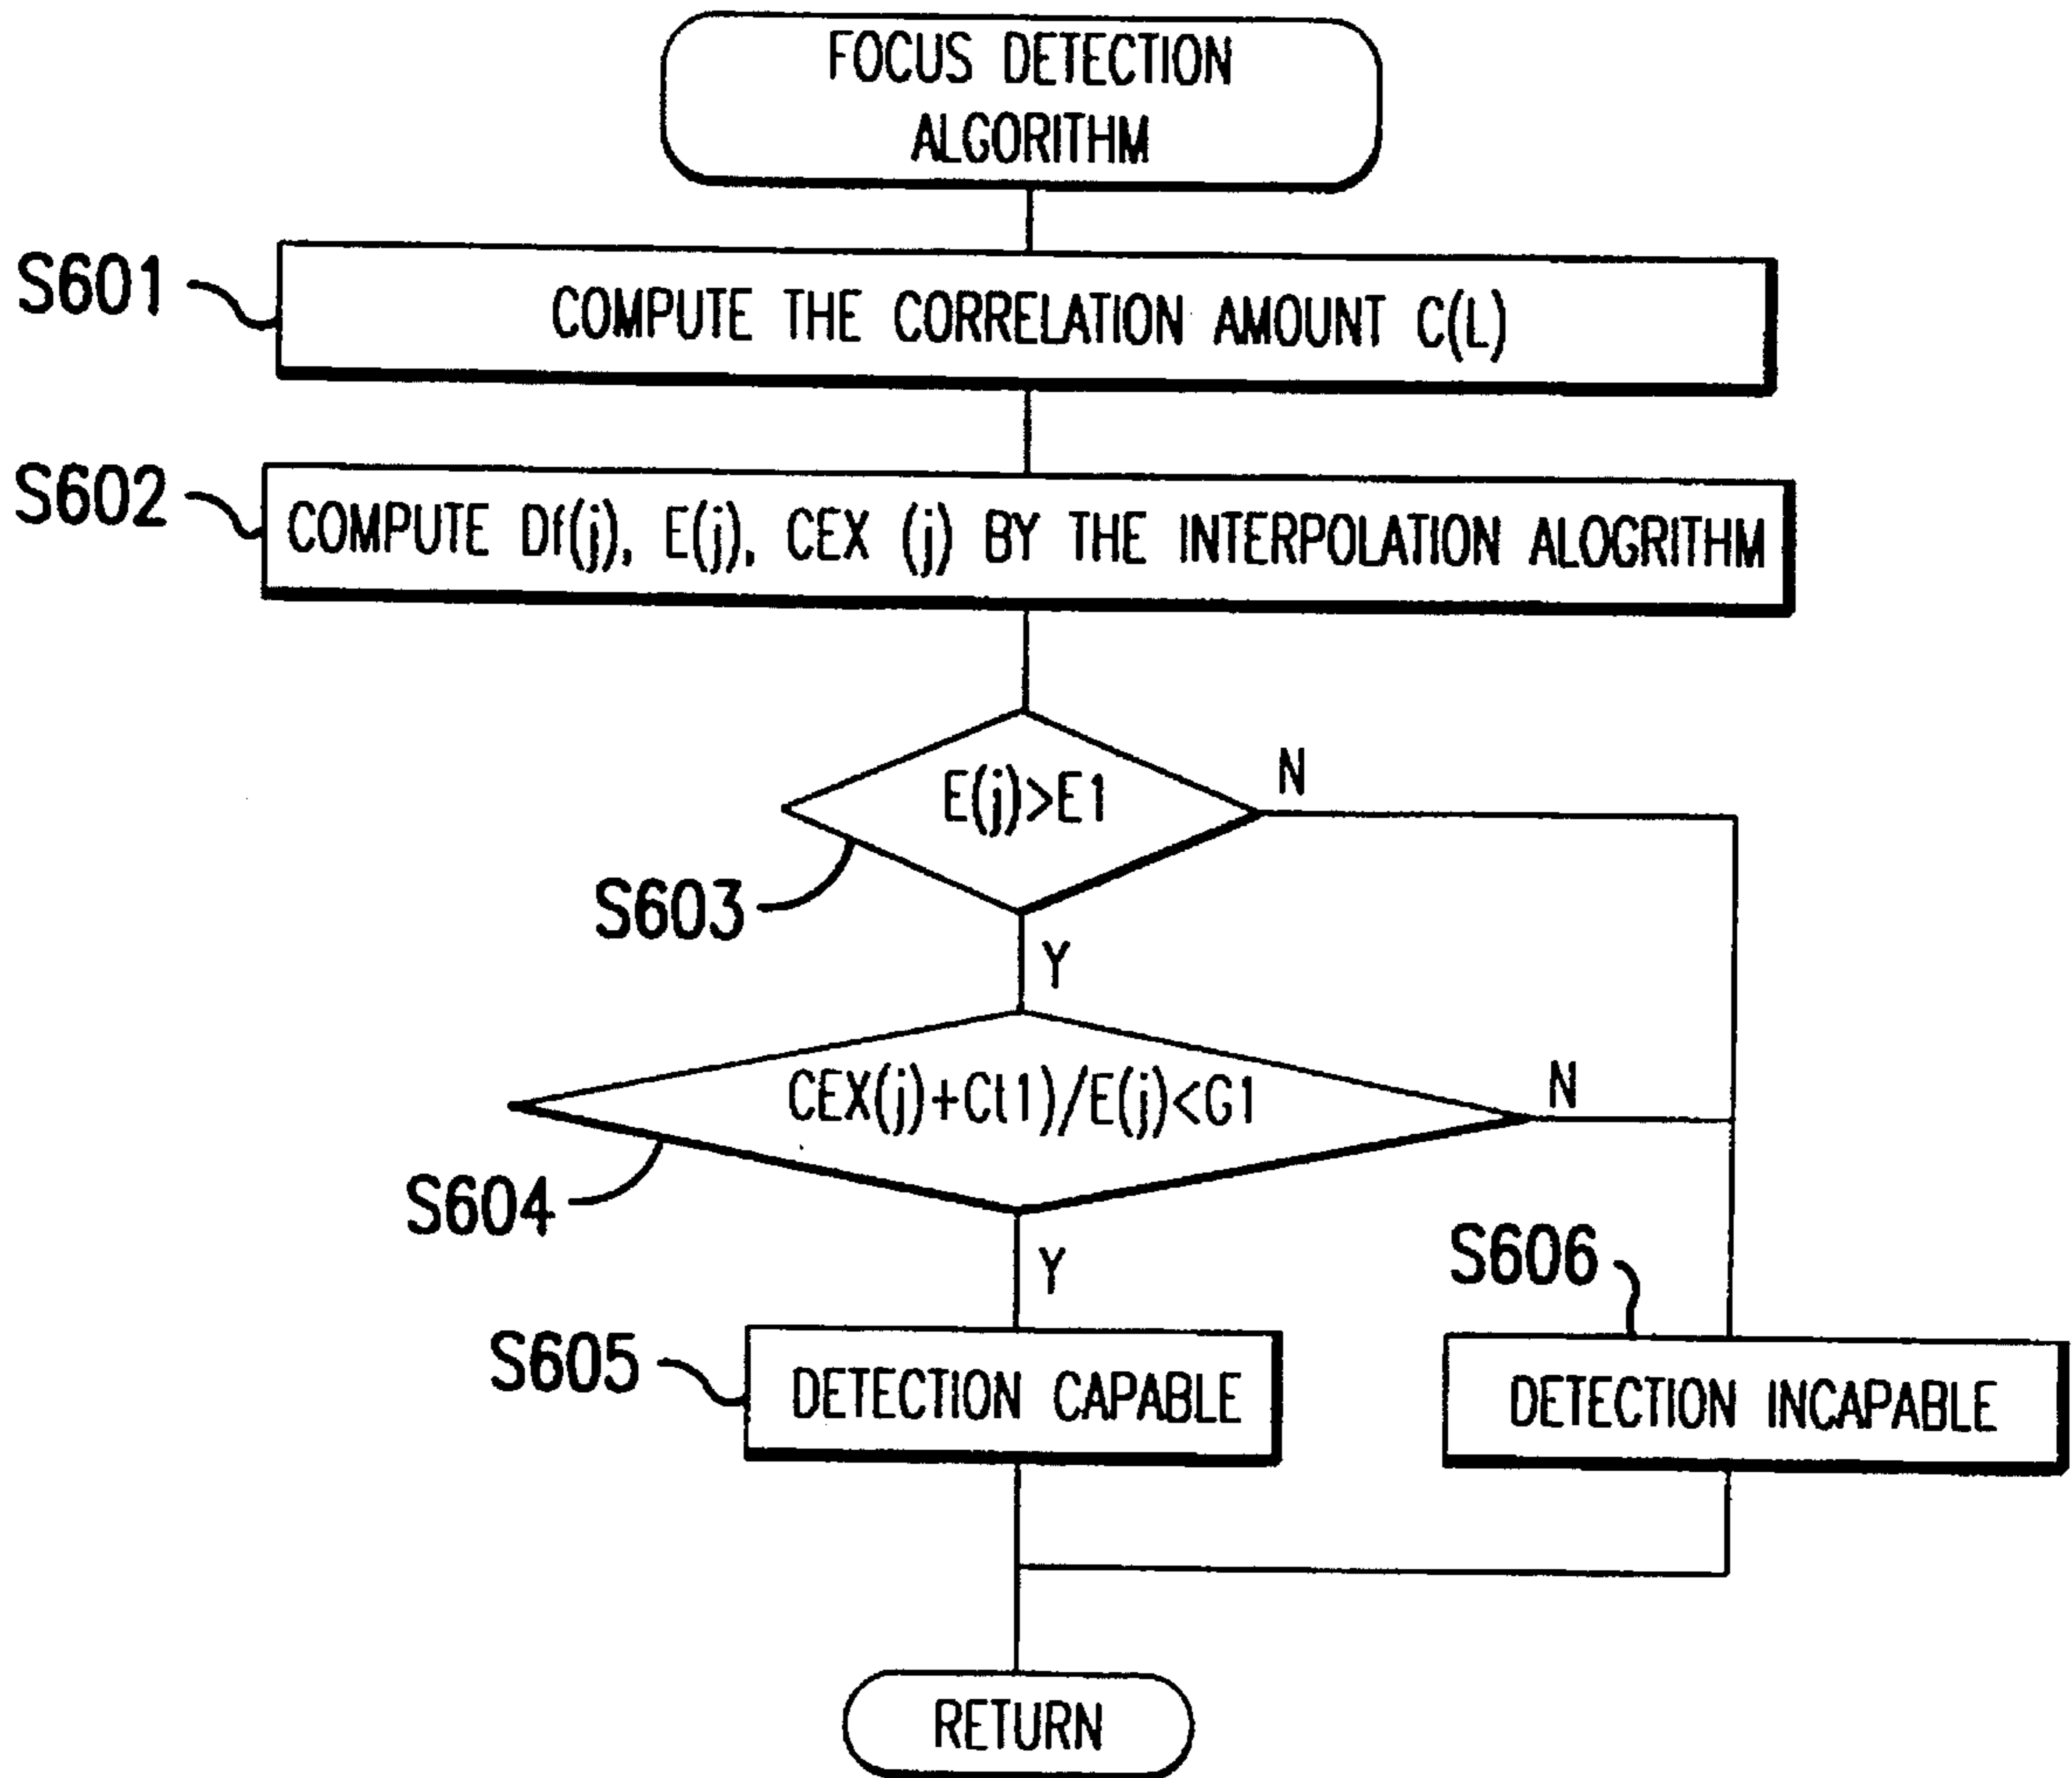 FOCUS DETECTION
ALGORITHM
S601
COMPUTE THE CORRELATION AMOUNT C(L)
S602
COMPUTE Df(j), E(j), CEX (j) BY THE INTERPOLATION ALOGRITHM
E(j)>E1
N
S603
Y
CEX(j)+Ct1)/E(j)<G1
N
S604
Y
S606
S605
DETECTION CAPABLE
DETECTION INCAPABLE
RETURN